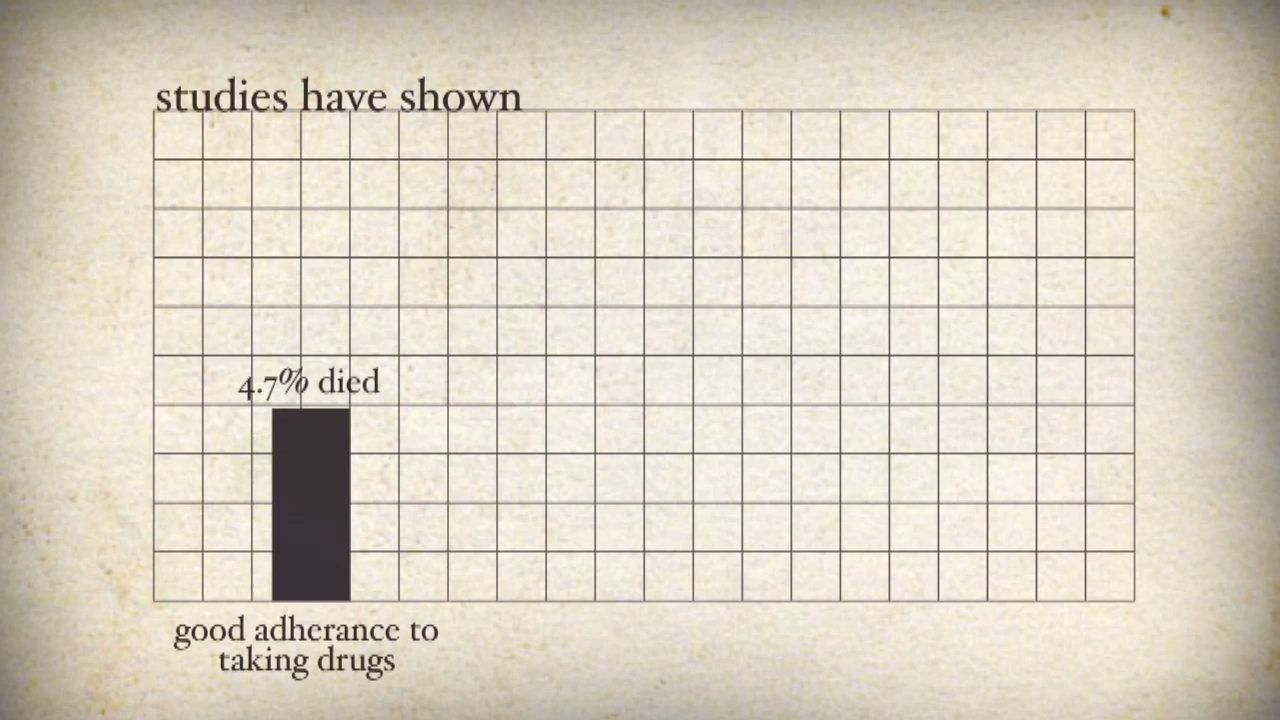 studies have shown
4.7% died
good adherance to
taking drugs